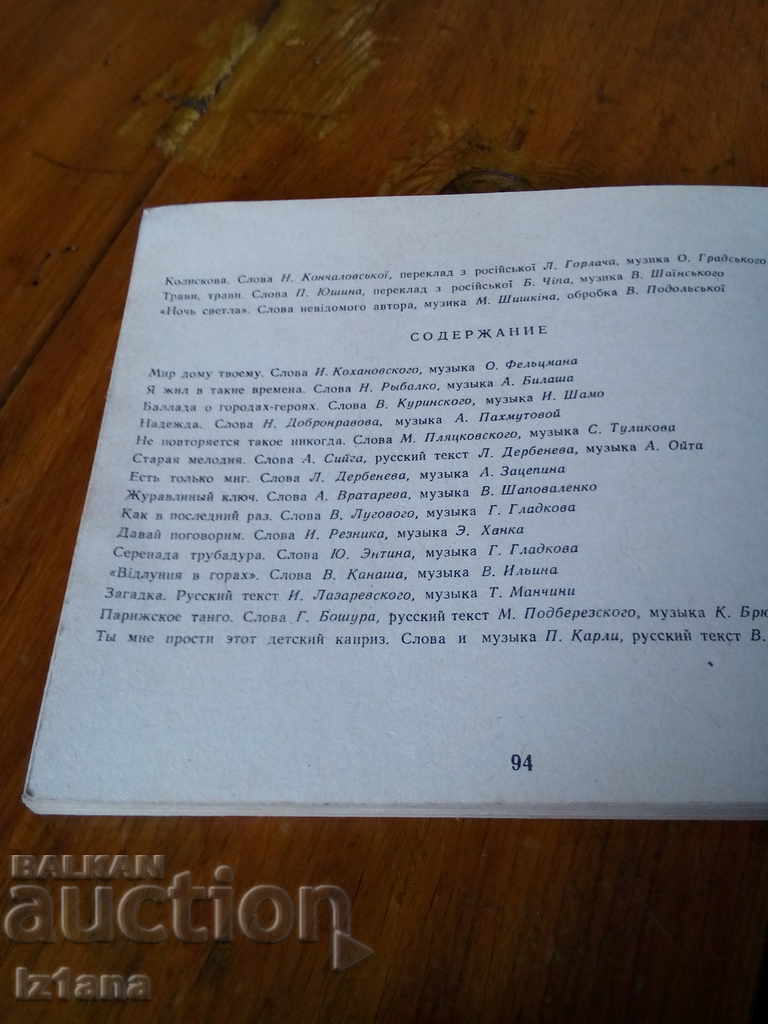 Колискова. Слова Н. Кончаловської, переклад з російської Л. Горлача, музика О. Градського
Трави, трави. Слова П. Юшина, переклад з російської Б. Чіпа, музика В. Шаїнського
«Ночь светла». Слова невідомого автора, музика М. Шишкіна, обробка В. Подольської
СОДЕРЖАНИЕ
Мир дому твоему. Слова И. Кохановского, музыка О. Фельцмана
Я жил в такие времена. Слова Н. Рыбалко, музыка А. Билаша
Баллада о городах-героях. Слова В. Куринского, музыка И. Шамо
Надежда. Слова Н. Добронравова, музыка А. Пахмутовой
Не повторяется такое никогда. Слова М. Пляцковского, музыка С. Туликова
Старая мелодия. Слова А. Сийга, русский текст Л. Дербенева, музыка А. Ойта
Есть только миг. Слова Л. Дербенева, музыка А. Зацепина
Журавлиный ключ. Слова А. Вратарева, музыка В. Шаповаленко
Как в последний раз. Слова В. Лугового, музыка Г. Гладкова
Давай поговорим. Слова И. Резника, музыка Э. Ханка
Серенада трубадура. Слова Ю. Энтина, музыка Г. Гладкова
«Відлуння в горах». Слова В. Канаша, музыка В. Ильина
Загадка. Русский текст И. Лазаревского, музыка Т. Манчини
Парижское танго. Слова Г. Бошура, русский текст М. Подберезского, музыка К. Брю
Ты мне прости этот детский каприз. Слова и музыка П. Карли, русский текст В.
94
BALKAN
auction
Iz1ana